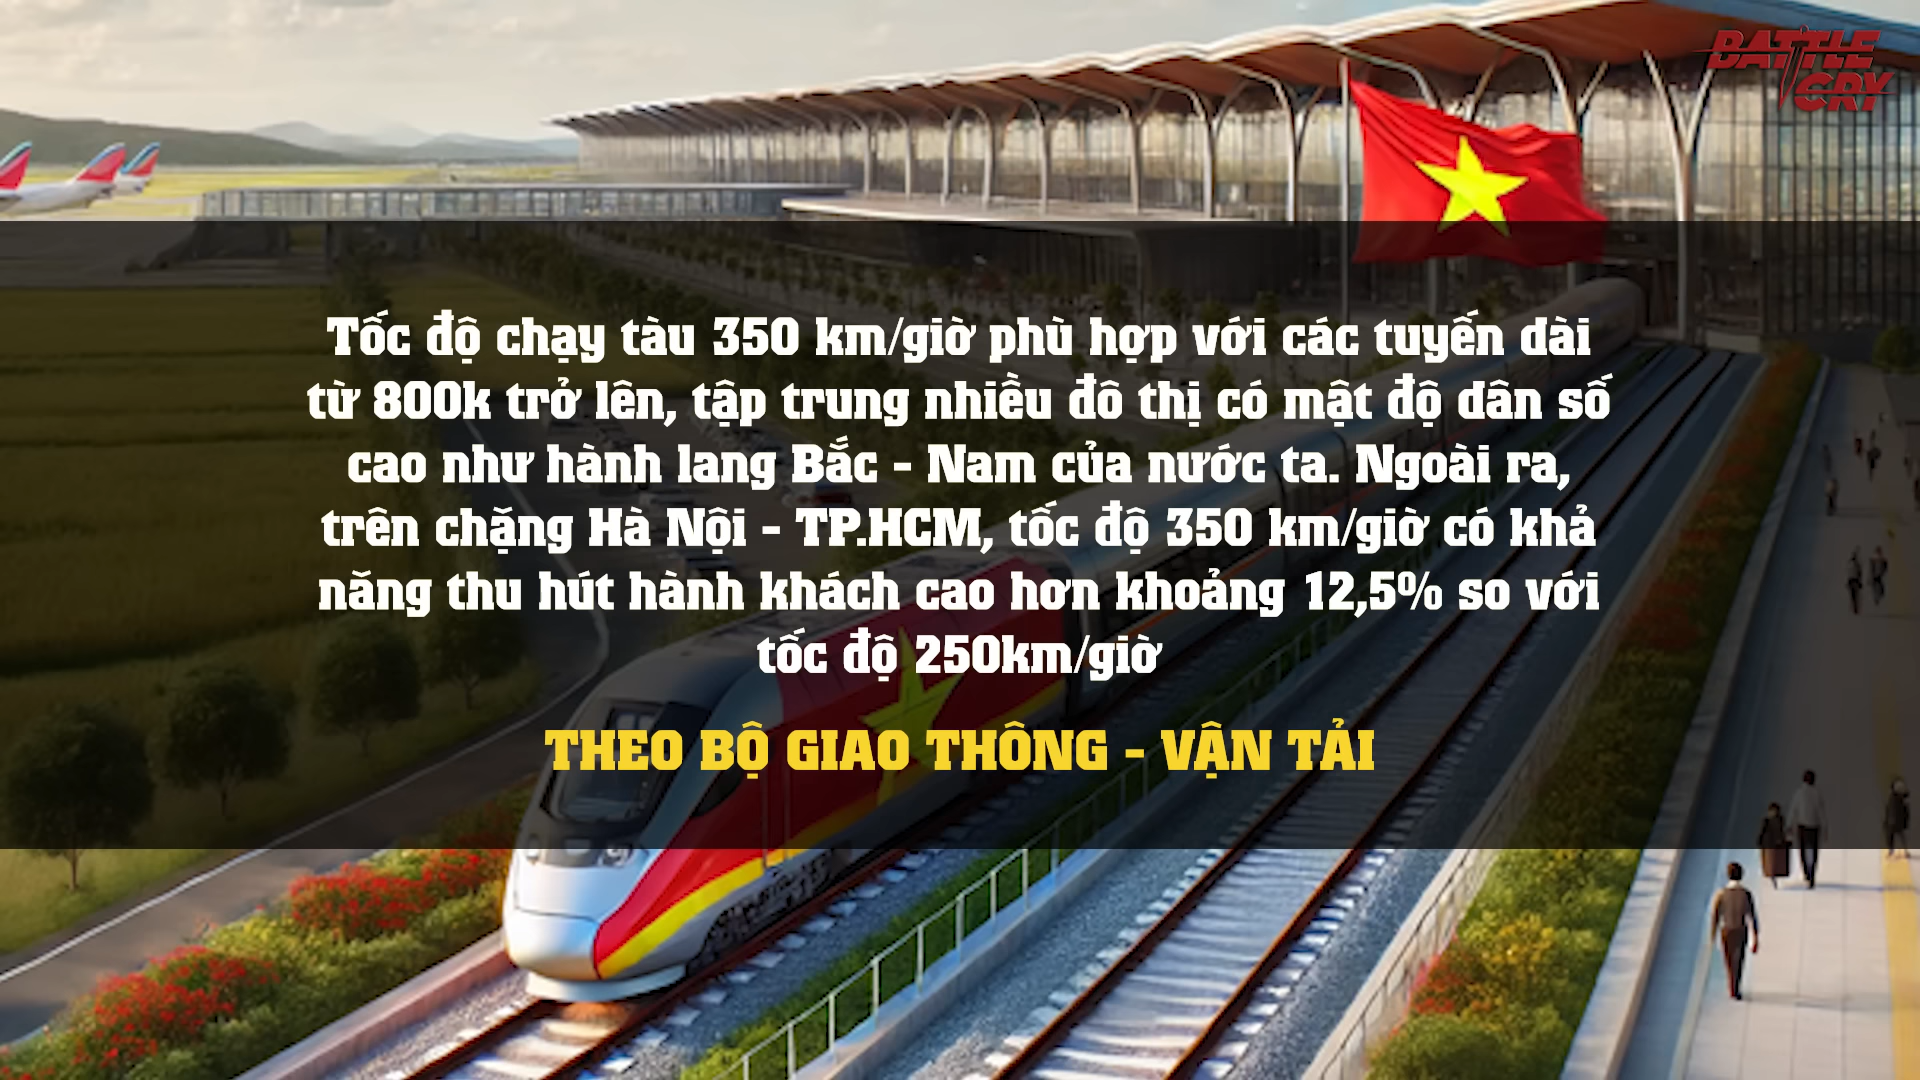 BATTLE
CRY
Tốc độ chạy tàu 350 km/giờ phù hợp với các tuyến dài
từ 800k trở lên, tập trung nhiều đô thị có mật độ dân số
cao như hành lang Bắc - Nam của nước ta. Ngoài ra,
trên chặng Hà Nội - TP.HCM, tốc độ 350 km/giờ có khả
năng thu hút hành khách cao hơn khoảng 12,5% so với
tốc độ 250km/giờ
THEO BỘ GIAO THÔNG - VẬN TẢI